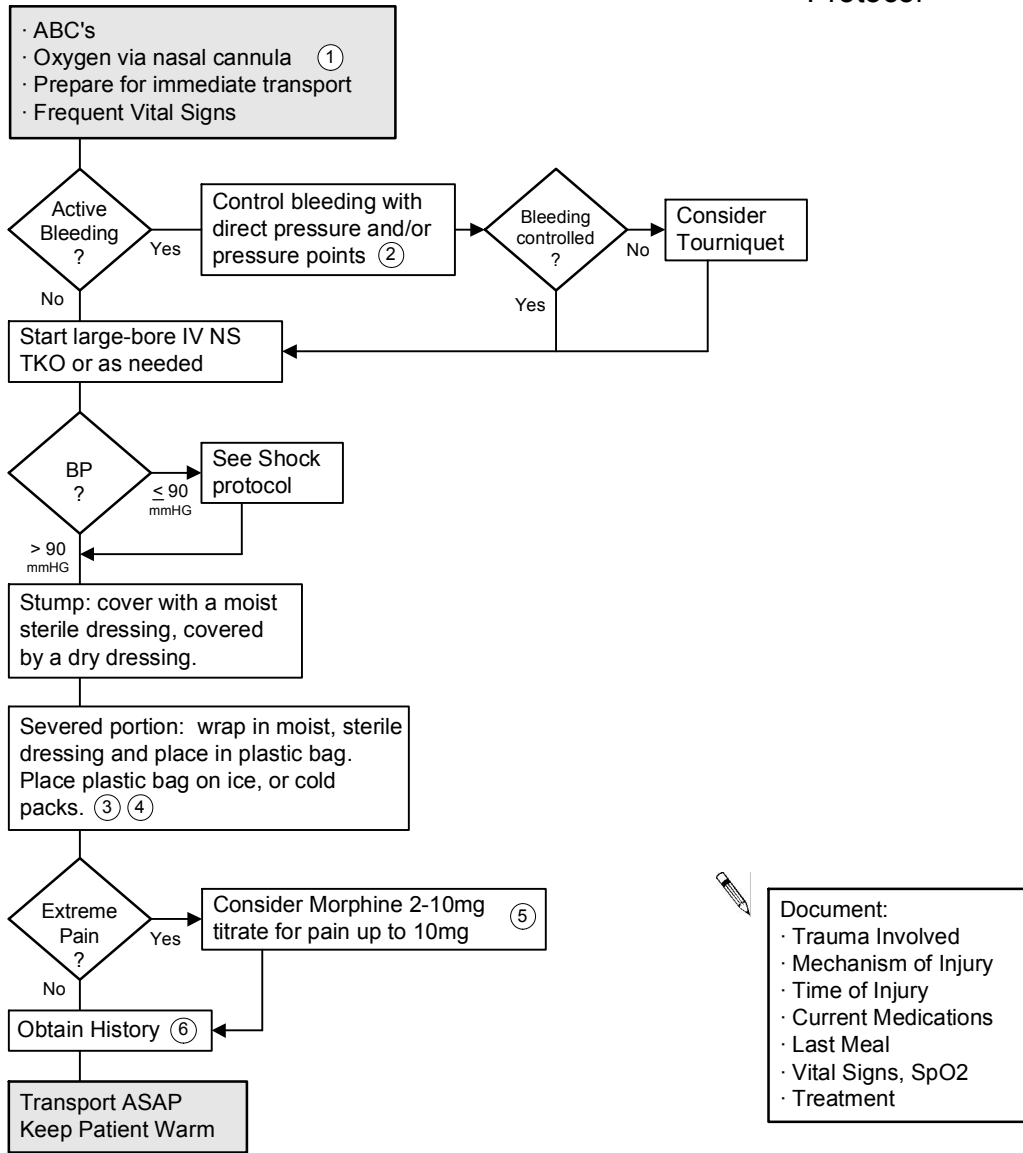 Protocol
· ABC's
· Oxygen via nasal cannula ①
· Prepare for immediate transport
· Frequent Vital Signs
Active
Bleeding
?
Yes
No
Control bleeding with
direct pressure and/or
pressure points ②
Bleeding
controlled
?
No
Yes
Consider
Tourniquet
Start large-bore IV NS
TKO or as needed
BP
?
≤ 90
mmHG
See Shock
protocol
> 90
mmHG
Stump: cover with a moist
sterile dressing, covered
by a dry dressing.
Severed portion: wrap in moist, sterile
dressing and place in plastic bag.
Place plastic bag on ice, or cold
packs. ③ ④
Extreme
Pain
?
Yes
No
Consider Morphine 2-10mg
titrate for pain up to 10mg ⑤
Obtain History ⑥
Transport ASAP
Keep Patient Warm
Document:
· Trauma Involved
· Mechanism of Injury
· Time of Injury
· Current Medications
· Last Meal
· Vital Signs, SpO2
· Treatment